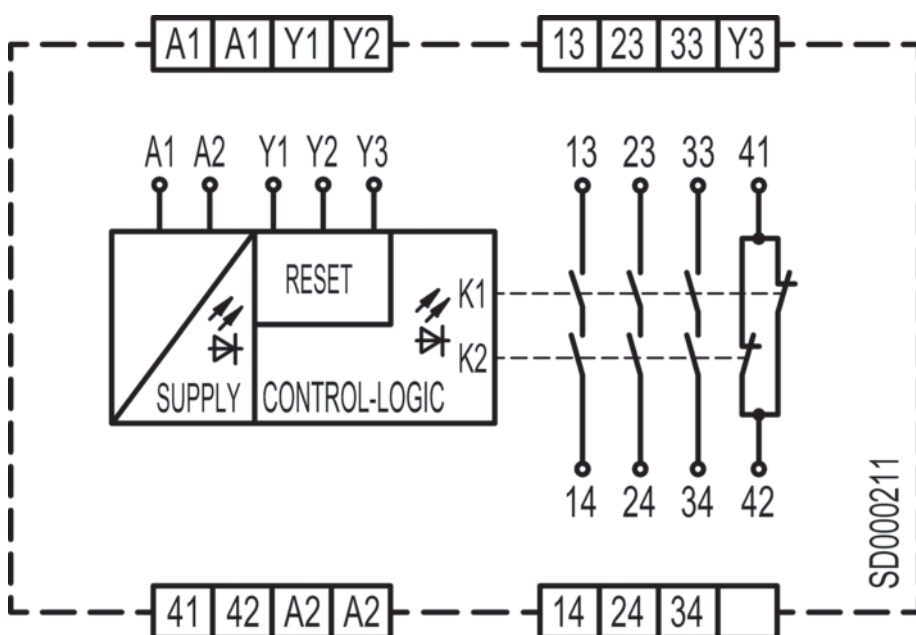 A1 A1 Y1 Y2 13 23 33 Y3
A1 A2 Y1 Y2 Y3 13 23 33 41
RESET
K1
K2
SUPPLY CONTROL-LOGIC
14 24 34 42
SD000211
41 42 A2 A2 14 24 34